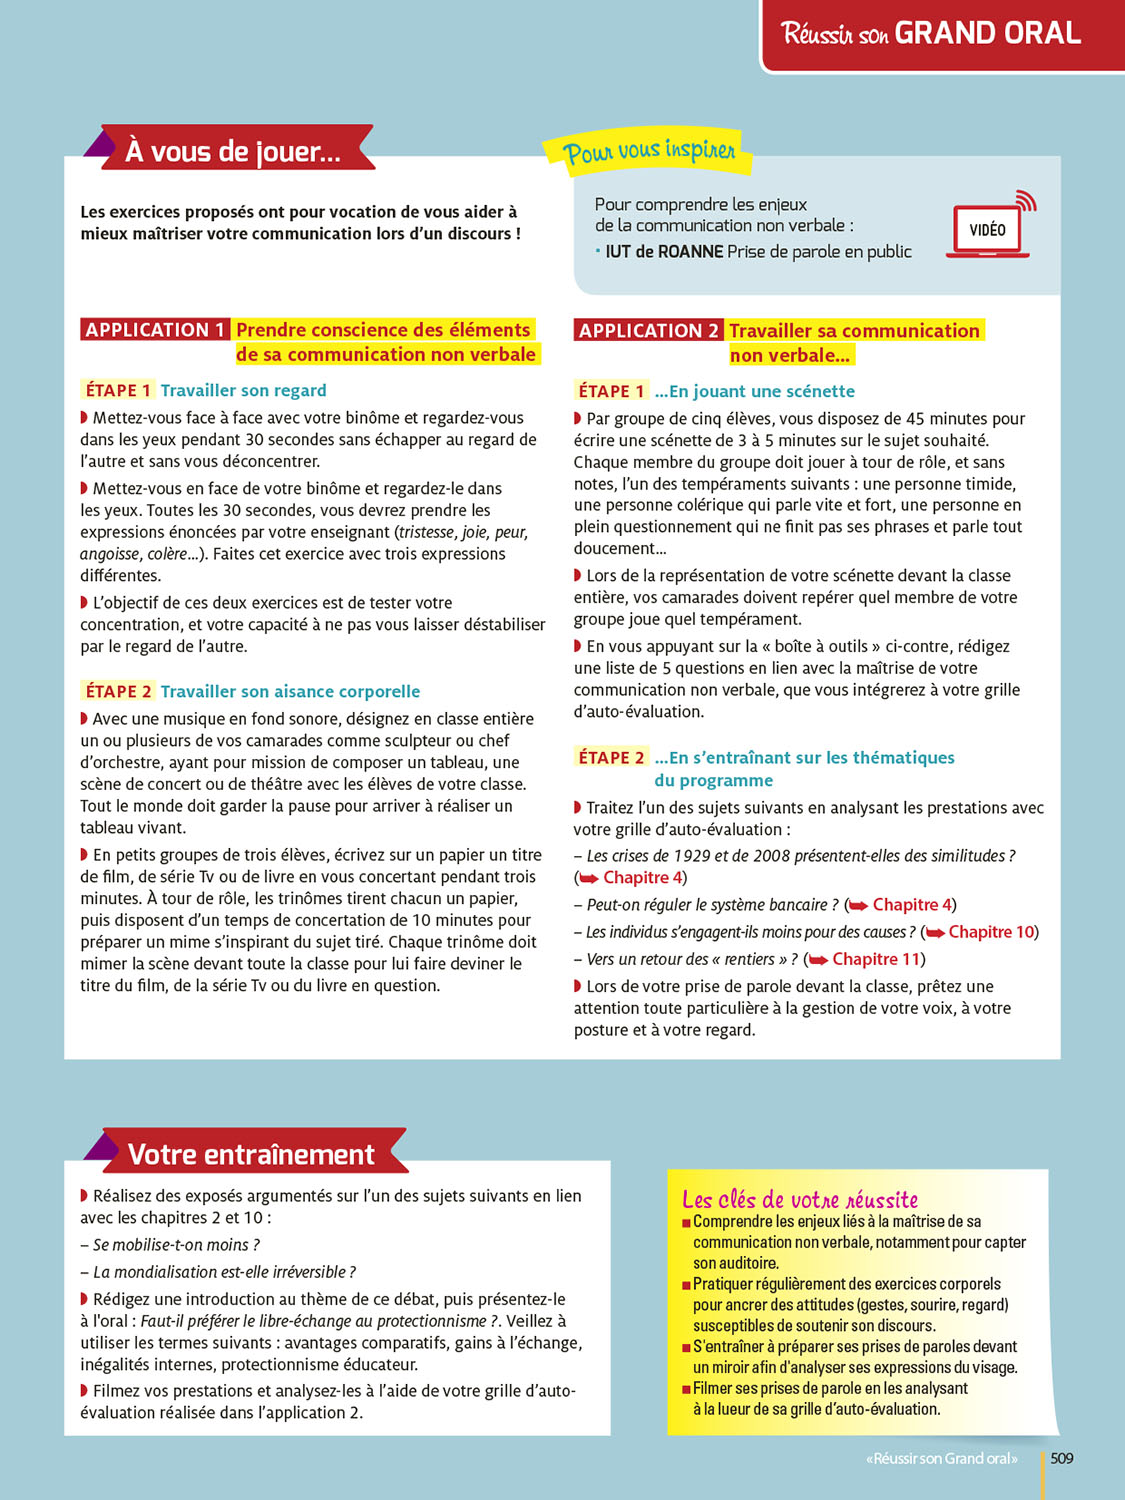 Réussir son GRAND ORAL
À vous de jouer...
Les exercices proposés ont pour vocation de vous aider à
mieux maîtriser votre communication lors d’un discours !
Pour vous inspirer
Pour comprendre les enjeux
de la communication non verbale :
• IUT de ROANNE Prise de parole en public
VIDÉO
APPLICATION 1 Prendre conscience des éléments
de sa communication non verbale
ÉTAPE 1 Travailler son regard
◗ Mettez-vous face à face avec votre binôme et regardez-vous
dans les yeux pendant 30 secondes sans échapper au regard de
l’autre et sans vous déconcentrer.
◗ Mettez-vous en face de votre binôme et regardez-le dans
les yeux. Toutes les 30 secondes, vous devrez prendre les
expressions énoncées par votre enseignant (tristesse, joie, peur,
angoisse, colère...). Faites cet exercice avec trois expressions
différentes.
◗ L’objectif de ces deux exercices est de tester votre
concentration, et votre capacité à ne pas vous laisser déstabiliser
par le regard de l’autre.
ÉTAPE 2 Travailler son aisance corporelle
◗ Avec une musique en fond sonore, désignez en classe entière
un ou plusieurs de vos camarades comme sculpteur ou chef
d’orchestre, ayant pour mission de composer un tableau, une
scène de concert ou de théâtre avec les élèves de votre classe.
Tout le monde doit garder la pause pour arriver à réaliser un
tableau vivant.
◗ En petits groupes de trois élèves, écrivez sur un papier un titre
de film, de série Tv ou de livre en vous concertant pendant trois
minutes. À tour de rôle, les trinômes tirent chacun un papier,
puis disposent d’un temps de concertation de 10 minutes pour
préparer un mime s’inspirant du sujet tiré. Chaque trinôme doit
mimer la scène devant toute la classe pour lui faire deviner le
titre du film, de la série Tv ou du livre en question.
APPLICATION 2 Travailler sa communication
non verbale...
ÉTAPE 1 ...En jouant une scénette
◗ Par groupe de cinq élèves, vous disposez de 45 minutes pour
écrire une scénette de 3 à 5 minutes sur le sujet souhaité.
Chaque membre du groupe doit jouer à tour de rôle, et sans
notes, l’un des tempéraments suivants : une personne timide,
une personne colérique qui parle vite et fort, une personne en
plein questionnement qui ne finit pas ses phrases et parle tout
doucement...
◗ Lors de la représentation de votre scénette devant la classe
entière, vos camarades doivent repérer quel membre de votre
groupe joue quel tempérament.
◗ En vous appuyant sur la « boîte à outils » ci-contre, rédigez
une liste de 5 questions en lien avec la maîtrise de votre
communication non verbale, que vous intégrerez à votre grille
d’auto-évaluation.
ÉTAPE 2 ...En s’entraînant sur les thématiques
du programme
◗ Traitez l’un des sujets suivants en analysant les prestations avec
votre grille d’auto-évaluation :
– Les crises de 1929 et de 2008 présentent-elles des similitudes ?
(➥ Chapitre 4)
– Peut-on réguler le système bancaire ? (➥ Chapitre 4)
– Les individus s’engagent-ils moins pour des causes ? (➥ Chapitre 10)
– Vers un retour des « rentiers » ? (➥ Chapitre 11)
◗ Lors de votre prise de parole devant la classe, prêtez une
attention toute particulière à la gestion de votre voix, à votre
posture et à votre regard.
Votre entraînement
◗ Réalisez des exposés argumentés sur l’un des sujets suivants en lien
avec les chapitres 2 et 10 :
– Se mobilise-t-on moins ?
– La mondialisation est-elle irréversible ?
◗ Rédigez une introduction au thème de ce débat, puis présentez-le
à l'oral : Faut-il préférer le libre-échange au protectionnisme ?. Veillez à
utiliser les termes suivants : avantages comparatifs, gains à l’échange,
inégalités internes, protectionnisme éducateur.
◗ Filmez vos prestations et analysez-les à l’aide de votre grille d’auto-
évaluation réalisée dans l’application 2.
Les clés de votre réussite
■ Comprendre les enjeux liés à la maîtrise de sa
communication non verbale, notamment pour capter
son auditoire.
■ Pratiquer régulièrement des exercices corporels
pour ancrer des attitudes (gestes, sourire, regard)
susceptibles de soutenir son discours.
■ S'entraîner à préparer ses prises de paroles devant
un miroir afin d'analyser ses expressions du visage.
■ Filmer ses prises de parole en les analysant
à la lueur de sa grille d’auto-évaluation.
«Réussir son Grand oral» 509